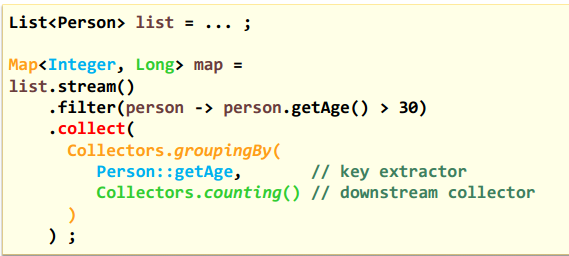 List<Person> list = ... ;
Map<Integer, Long> map =
list.stream()
.filter(person -> person.getAge() > 30)
.collect(
Collectors.groupingBy(
Person::getAge, // key extractor
Collectors.counting() // downstream collector
)
) ;